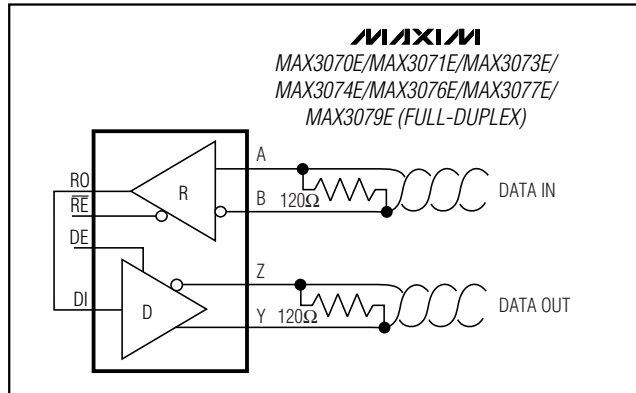 MAXIM
MAX3070E/MAX3071E/MAX3073E/
MAX3074E/MAX3076E/MAX3077E/
MAX3079E (FULL-DUPLEX)
A
RO
R
B
120Ω
DATA IN
RE
DE
Z
DI
D
Y
120Ω
DATA OUT